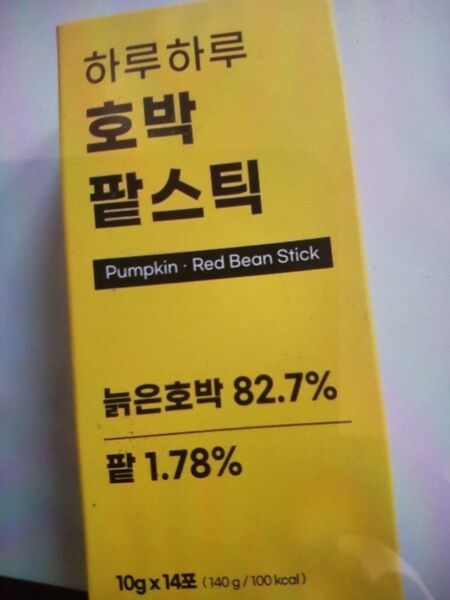 하루하루
호박
팥스틱
Pumpkin · Red Bean Stick
늙은호박 82.7%
팥 1.78%
10g x 14포 (140 g / 100 kcal)